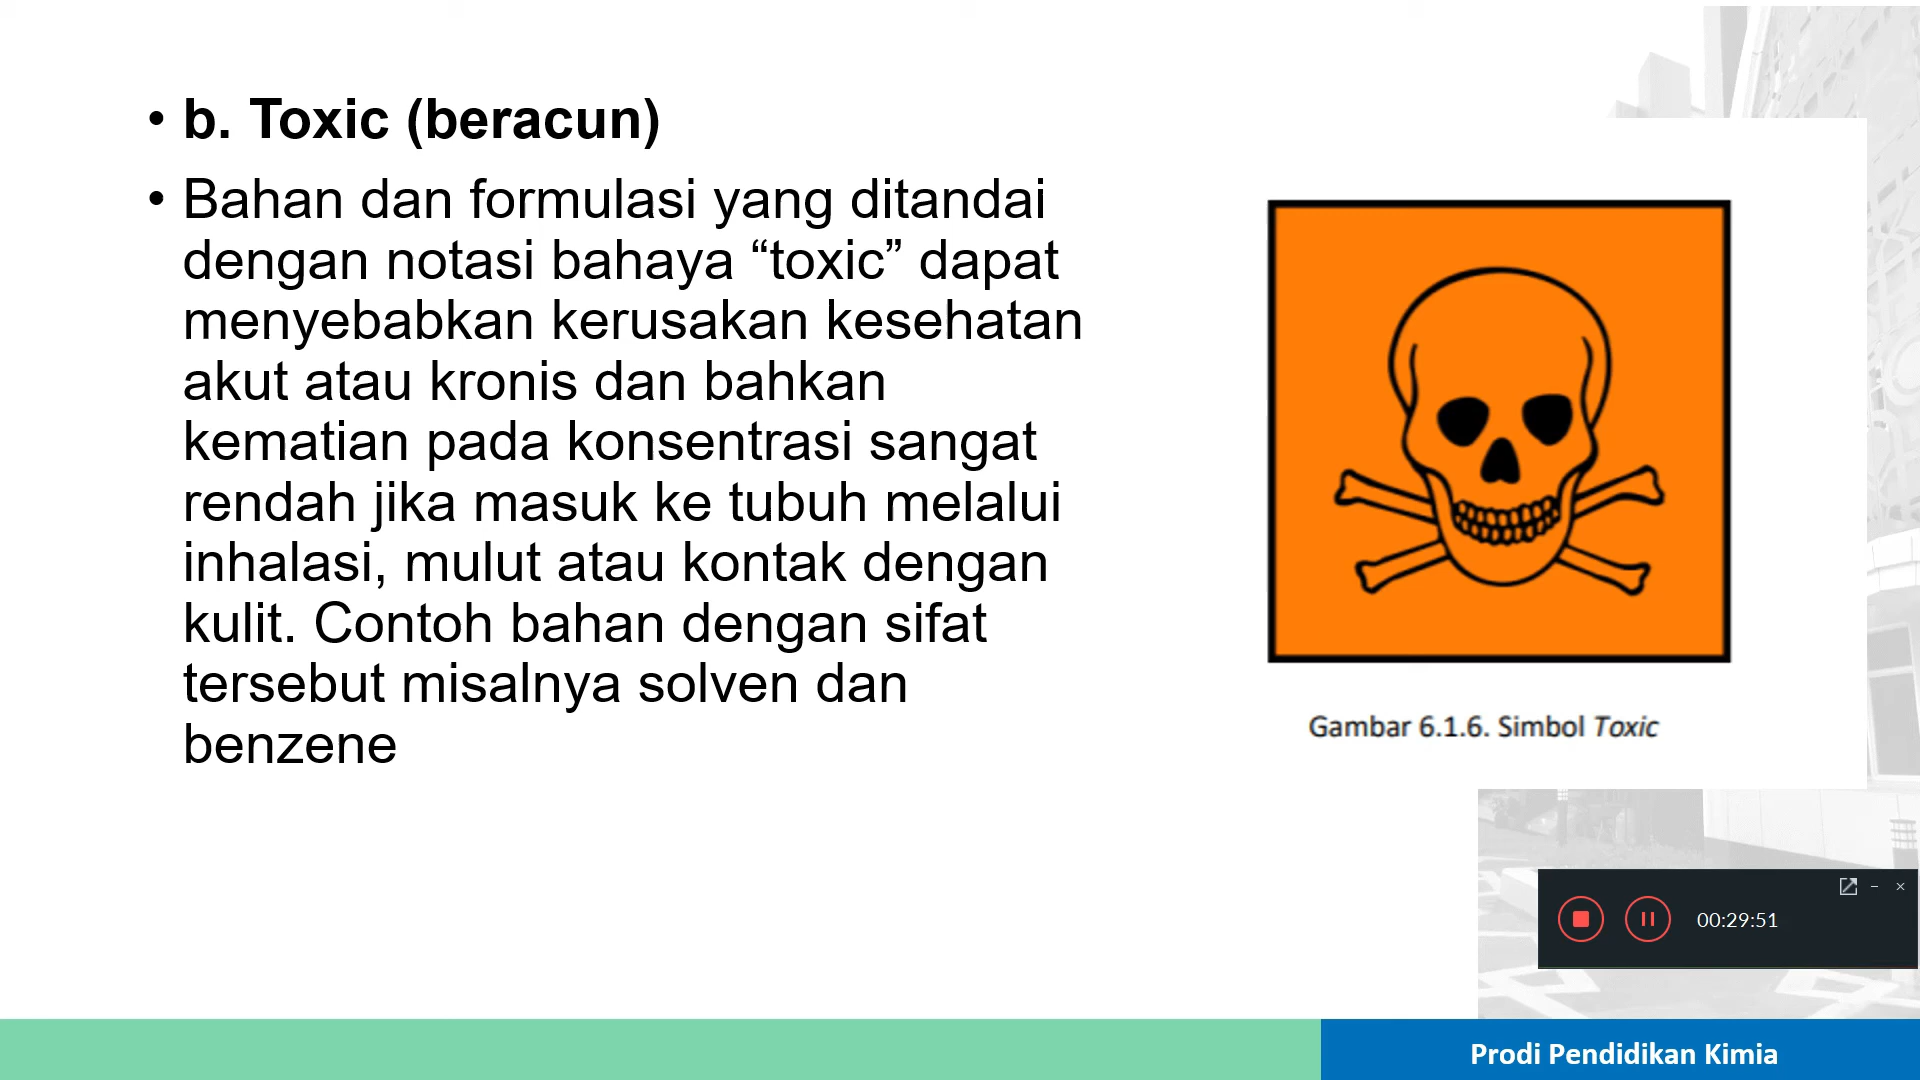 • b. Toxic (beracun)
• Bahan dan formulasi yang ditandai
dengan notasi bahaya “toxic” dapat
menyebabkan kerusakan kesehatan
akut atau kronis dan bahkan
kematian pada konsentrasi sangat
rendah jika masuk ke tubuh melalui
inhalasi, mulut atau kontak dengan
kulit. Contoh bahan dengan sifat
tersebut misalnya solven dan
benzene
Gambar 6.1.6. Simbol Toxic
00:29:51
Prodi Pendidikan Kimia